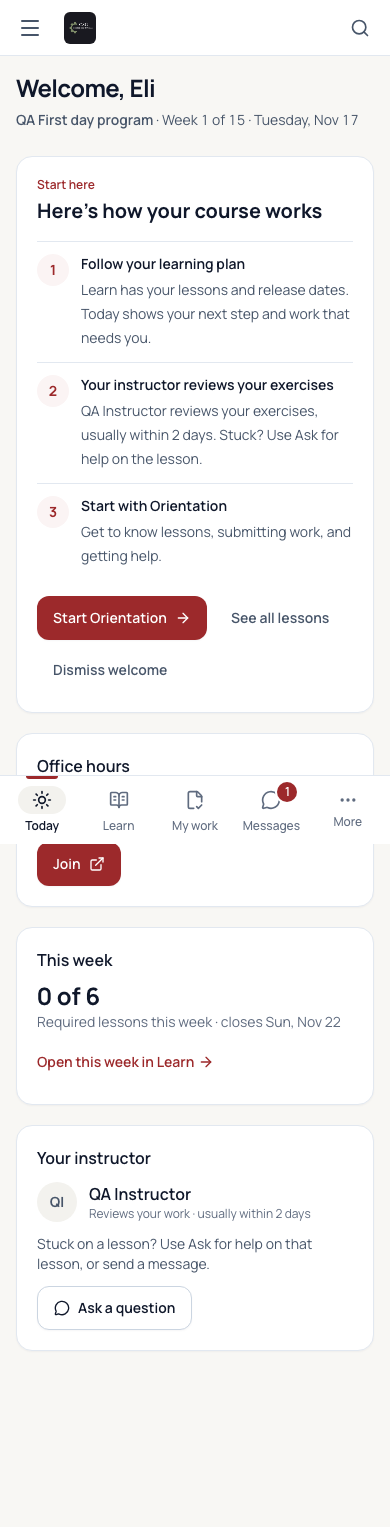 Welcome, Eli
QA First day program · Week 1 of 15 · Tuesday, Nov 17
Start here
Here's how your course works
1
Follow your learning plan
Learn has your lessons and release dates.
Today shows your next step and work that
needs you.
2
Your instructor reviews your exercises
QA Instructor reviews your exercises,
usually within 2 days. Stuck? Use Ask for
help on the lesson.
3
Start with Orientation
Get to know lessons, submitting work, and
getting help.
Start Orientation
See all lessons
Dismiss welcome
Office hours
1
Today
Learn
My work
Messages
More
Join
This week
0 of 6
Required lessons this week · closes Sun, Nov 22
Open this week in Learn
Your instructor
QI
QA Instructor
Reviews your work · usually within 2 days
Stuck on a lesson? Use Ask for help on that
lesson, or send a message.
Ask a question